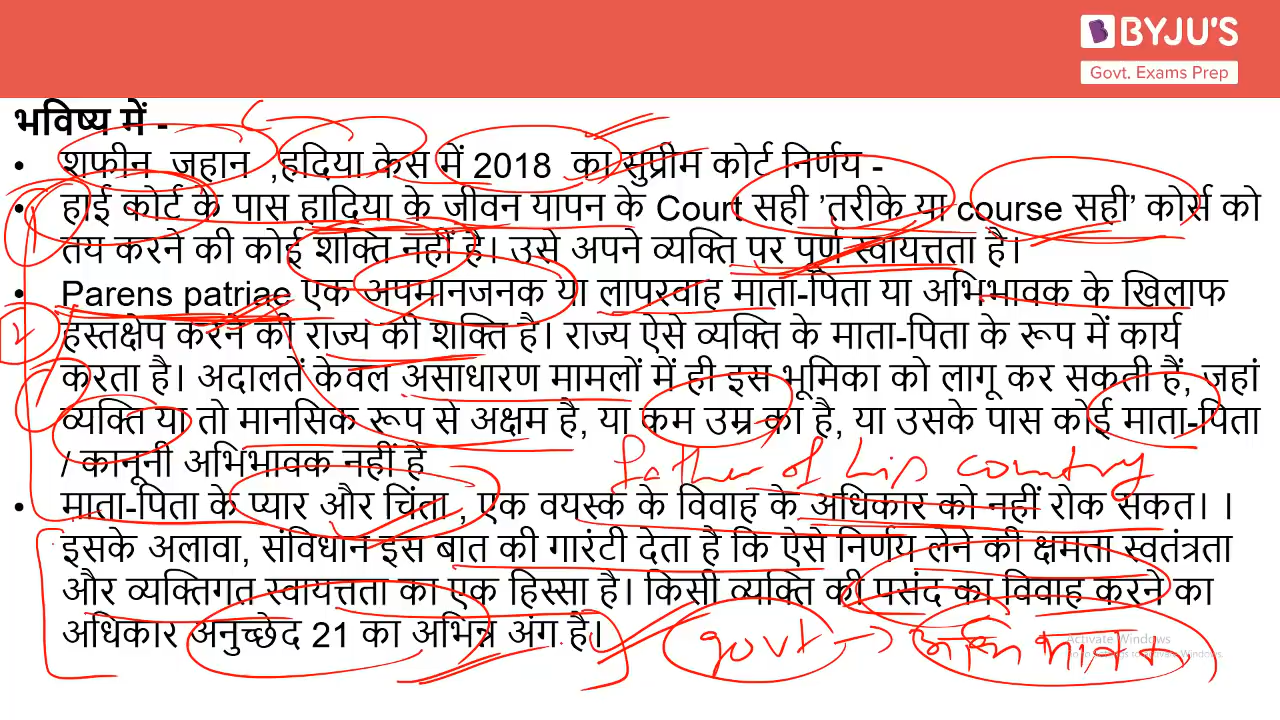 BYJU'S
Govt. Exams Prep
भविष्य में -
• शफीन जहान ,हदिया केस में 2018 का सुप्रीम कोर्ट निर्णय -
• हाई कोर्ट के पास हादिया के जीवन यापन के Court सही 'तरीके या course सही' कोर्स को
तय करने की कोई शक्ति नहीं है। उसे अपने व्यक्ति पर पूर्ण स्वायत्तता है।
• Parens patriae एक अपमानजनक या लापरवाह माता-पिता या अभिभावक के खिलाफ
हस्तक्षेप करने की राज्य की शक्ति है। राज्य ऐसे व्यक्ति के माता-पिता के रूप में कार्य
करता है। अदालतें केवल असाधारण मामलों में ही इस भूमिका को लागू कर सकती हैं, जहां
व्यक्ति या तो मानसिक रूप से अक्षम है, या कम उम्र का है, या उसके पास कोई माता-पिता
/ कानूनी अभिभावक नहीं है
father of his country
• माता-पिता के प्यार और चिंता , एक वयस्क के विवाह के अधिकार को नहीं रोक सकत। ।
इसके अलावा, संविधान इस बात की गारंटी देता है कि ऐसे निर्णय लेने की क्षमता स्वतंत्रता
और व्यक्तिगत स्वायत्तता का एक हिस्सा है। किसी व्यक्ति की पसंद का विवाह करने का
अधिकार अनुच्छेद 21 का अभिन्न अंग है।
govt →
Activate Windows